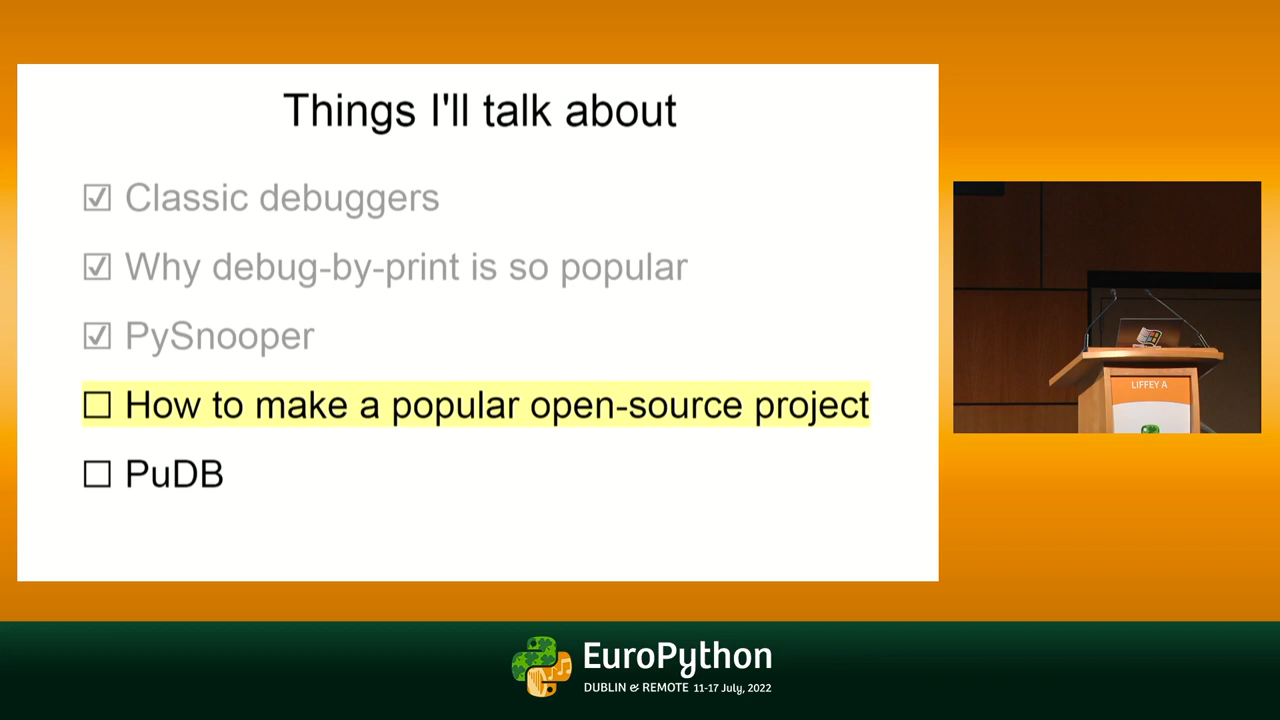 Things I'll talk about
☑ Classic debuggers
☑ Why debug-by-print is so popular
☑ PySnooper
☐ How to make a popular open-source project
☐ PuDB
LIFFEY A
EuroPython
DUBLIN & REMOTE 11-17 July, 2022